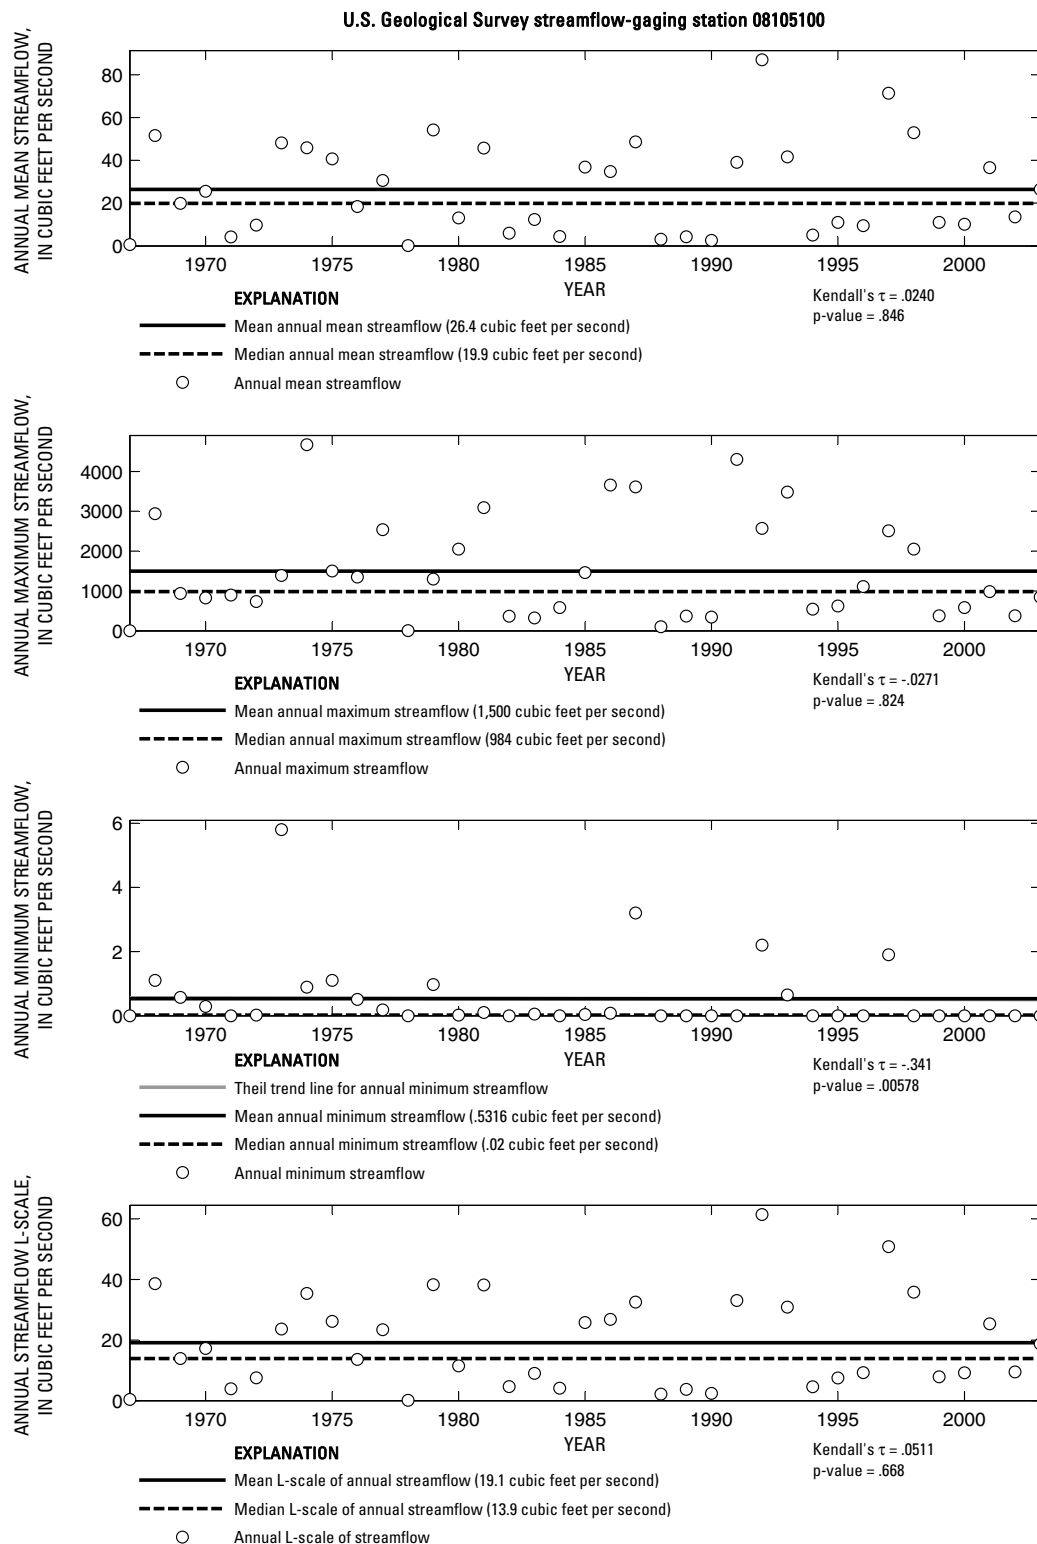 U.S. Geological Survey streamflow-gaging station 08105100
ANNUAL MEAN STREAMFLOW,
IN CUBIC FEET PER SECOND
80
60
40
20
0
1970 1975 1980 1985 1990 1995 2000
YEAR
EXPLANATION
Mean annual mean streamflow (26.4 cubic feet per second)
Median annual mean streamflow (19.9 cubic feet per second)
Annual mean streamflow
Kendall's τ = .0240
p-value = .846
ANNUAL MAXIMUM STREAMFLOW,
IN CUBIC FEET PER SECOND
4000
3000
2000
1000
0
1970 1975 1980 1985 1990 1995 2000
YEAR
EXPLANATION
Mean annual maximum streamflow (1,500 cubic feet per second)
Median annual maximum streamflow (984 cubic feet per second)
Annual maximum streamflow
Kendall's τ = -.0271
p-value = .824
ANNUAL MINIMUM STREAMFLOW,
IN CUBIC FEET PER SECOND
6
4
2
0
1970 1975 1980 1985 1990 1995 2000
YEAR
EXPLANATION
Theil trend line for annual minimum streamflow
Mean annual minimum streamflow (.5316 cubic feet per second)
Median annual minimum streamflow (.02 cubic feet per second)
Annual minimum streamflow
Kendall's τ = -.341
p-value = .00578
ANNUAL STREAMFLOW L-SCALE,
IN CUBIC FEET PER SECOND
60
40
20
0
1970 1975 1980 1985 1990 1995 2000
YEAR
EXPLANATION
Mean L-scale of annual streamflow (19.1 cubic feet per second)
Median L-scale of annual streamflow (13.9 cubic feet per second)
Annual L-scale of streamflow
Kendall's τ = .0511
p-value = .668